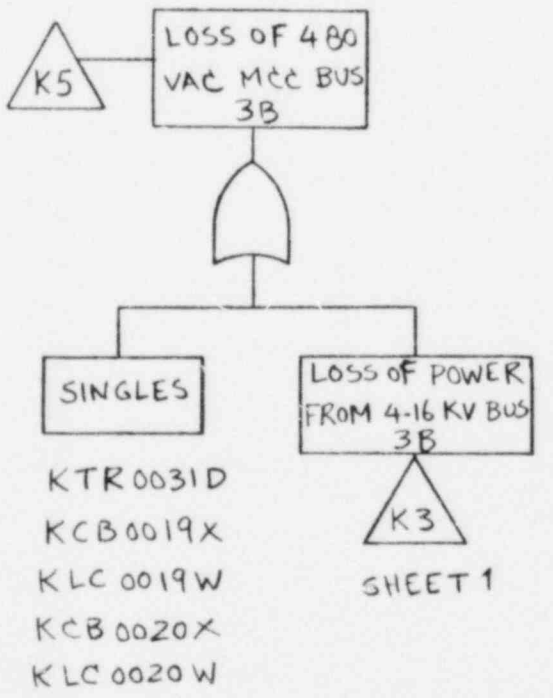 K5
LOSS OF 480
VAC MCC BUS
3B
SINGLES
LOSS OF POWER
FROM 4-16 KV BUS
3B
K3
SHEET 1
KTR0031D
KCB0019X
KLC0019W
KCB0020X
KLC0020W